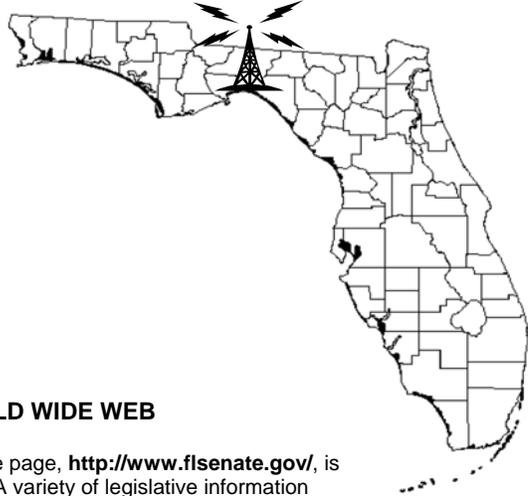 LD WIDE WEB
e page, http://www.flsenate.gov/, is
A variety of legislative information